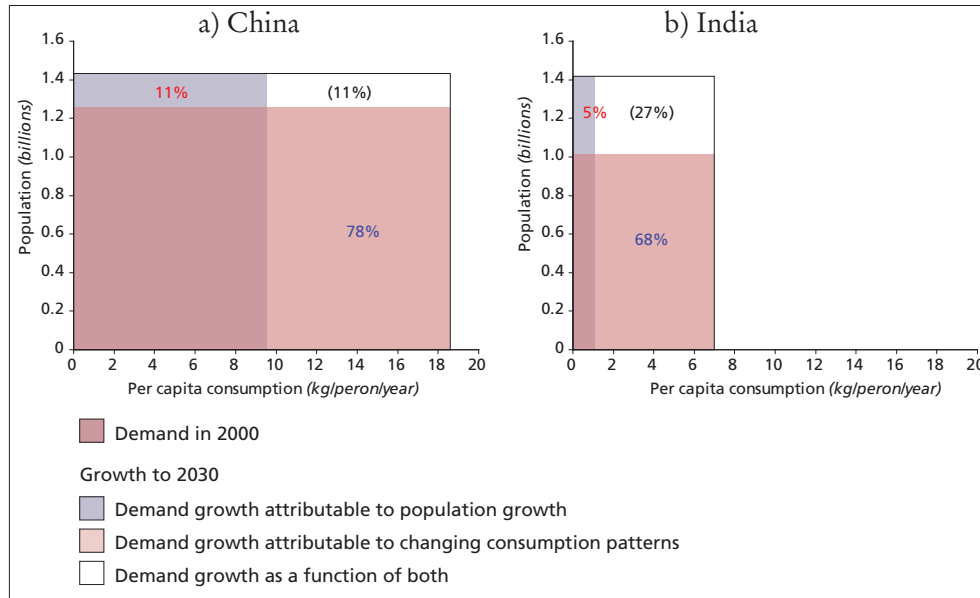 a) China
1.6
1.4
1.2
1.0
0.8
0.6
0.4
0.2
0
Population (billions)
11%
(11%)
78%
0 2 4 6 8 10 12 14 16 18 20
Per capita consumption (kg/peron/year)
b) India
1.6
1.4
1.2
1.0
0.8
0.6
0.4
0.2
0
Population (billions)
5%
(27%)
68%
0 2 4 6 8 10 12 14 16 18 20
Per capita consumption (kg/peron/year)
Demand in 2000
Growth to 2030
Demand growth attributable to population growth
Demand growth attributable to changing consumption patterns
Demand growth as a function of both